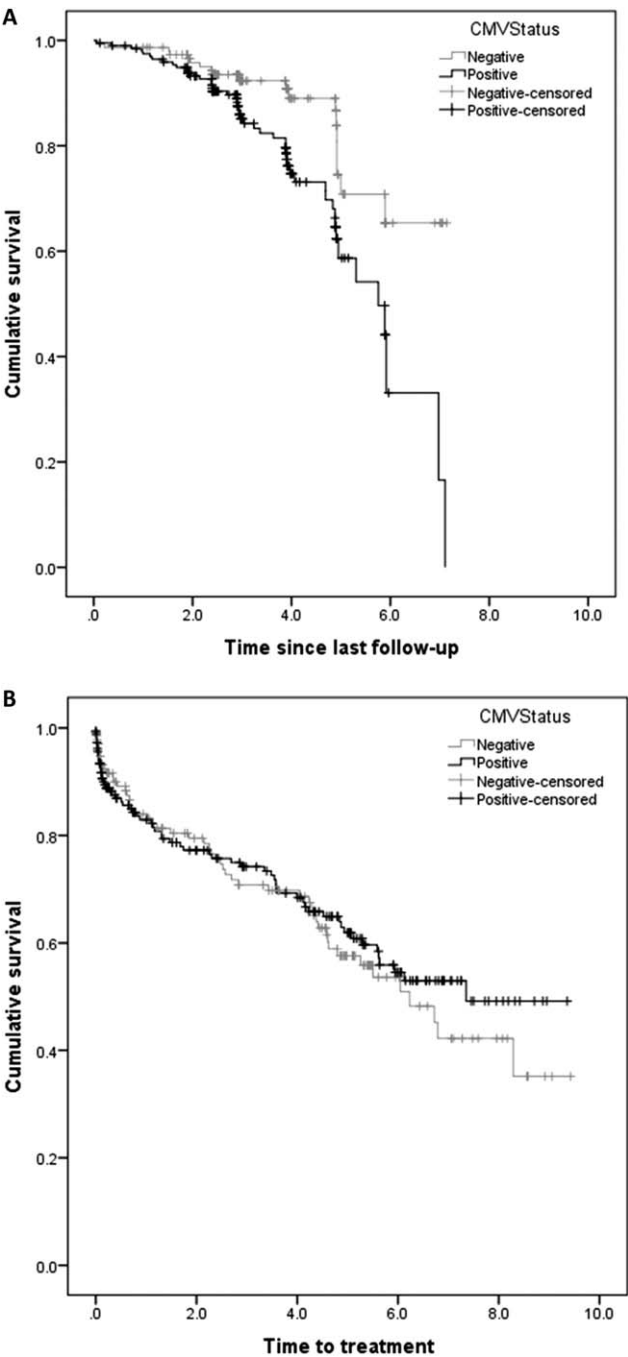 A
CMVStatus
Negative
Positive
Negative-censored
Positive-censored
1.0
0.8
0.6
0.4
0.2
0.0
Cumulative survival
.0 2.0 4.0 6.0 8.0 10.0
Time since last follow-up
B
CMVStatus
Negative
Positive
Negative-censored
Positive-censored
1.0
0.8
0.6
0.4
0.2
0.0
Cumulative survival
.0 2.0 4.0 6.0 8.0 10.0
Time to treatment